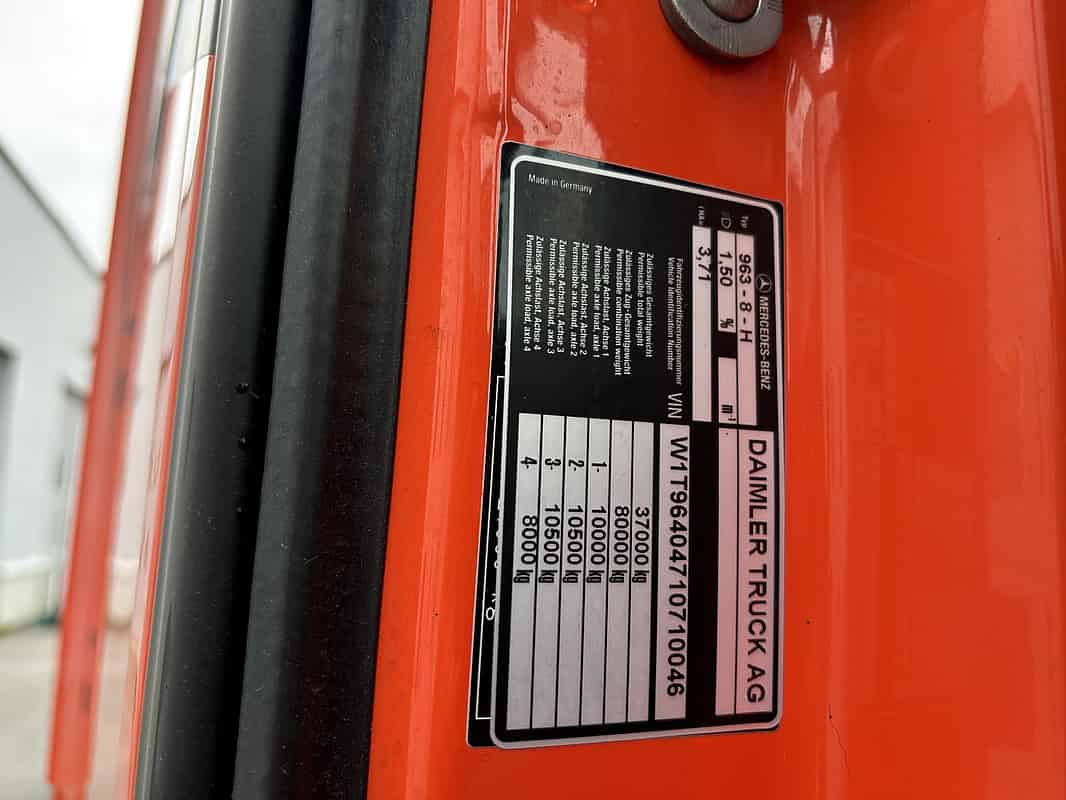 MERCEDES-BENZ
DAIMLER TRUCK AG
Typ 963 - 8 - H
1,50 % m⁻¹
3,71
Fahrzeugidentifizierungsnummer
Vehicle Identification Number
VIN W1T96404710710046
Zulässiges Gesamtgewicht
Permissible total weight
37000 kg
Zulässiges Zug-Gesamtgewicht
Permissible combination weight
80000 kg
Zulässige Achslast, Achse 1
Permissible axle load, axle 1
1- 10000 kg
Zulässige Achslast, Achse 2
Permissible axle load, axle 2
2- 10500 kg
Zulässige Achslast, Achse 3
Permissible axle load, axle 3
3- 10500 kg
Zulässige Achslast, Achse 4
Permissible axle load, axle 4
4- 8000 kg
Made in Germany